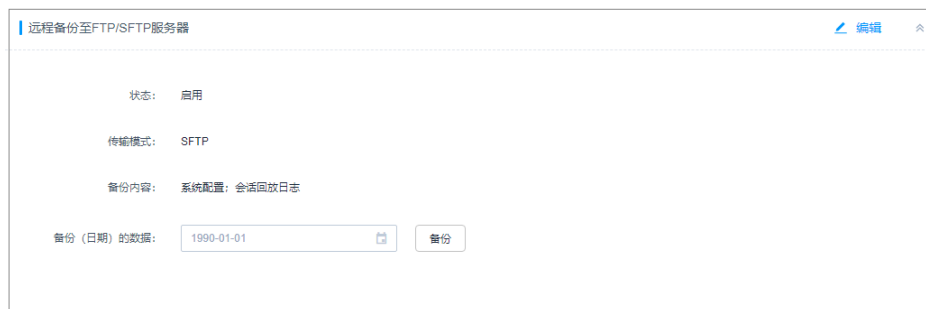 远程备份至FTP/SFTP服务器 编辑
状态： 启用
传输模式： SFTP
备份内容： 系统配置；会话回放日志
备份（日期）的数据： 1990-01-01 备份